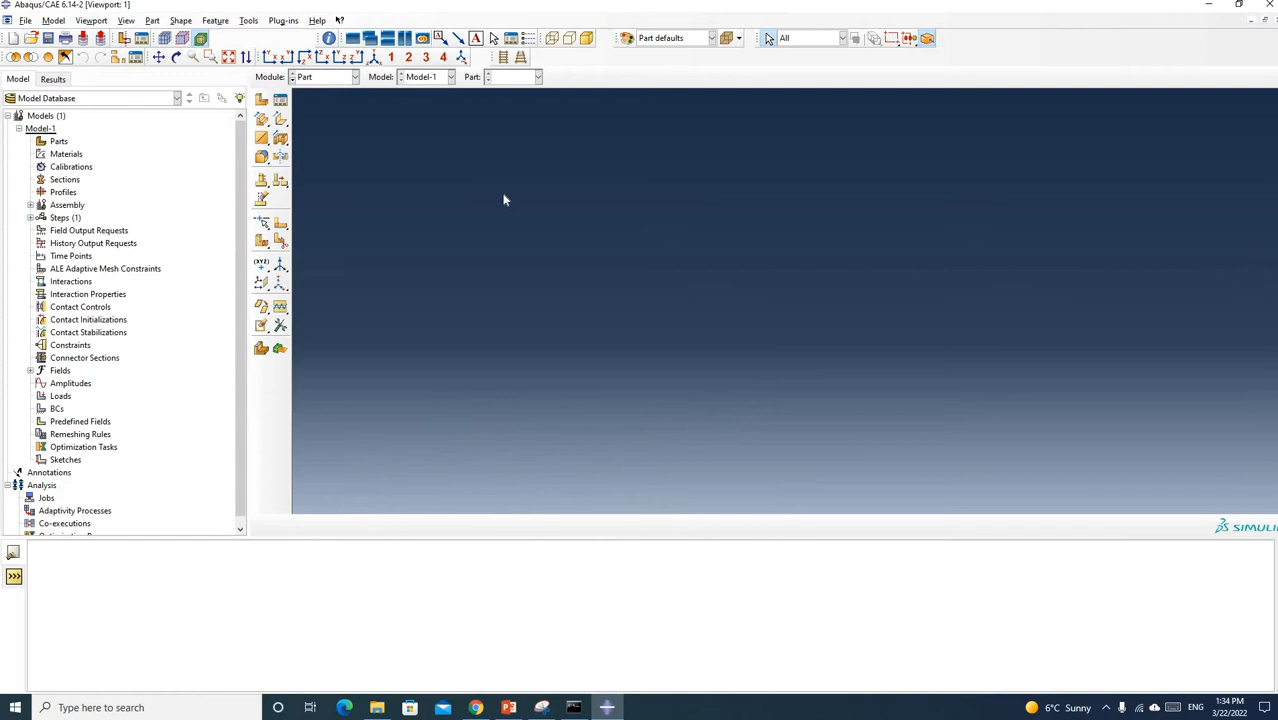 Abaqus/CAE 6.14-2 [Viewport: 1]
File Model Viewport View Part Shape Feature Tools Plug-ins Help
Part defaults All
1 2 3 4
Model Results Module: Part Model: Model-1 Part:
Model Database
Models (1)
Model-1
Parts
Materials
Calibrations
Sections
Profiles
Assembly
Steps (1)
Field Output Requests
History Output Requests
Time Points
ALE Adaptive Mesh Constraints
Interactions
Interaction Properties
Contact Controls
Contact Initializations
Contact Stabilizations
Constraints
Connector Sections
Fields
Amplitudes
Loads
BCs
Predefined Fields
Remeshing Rules
Optimization Tasks
Sketches
Annotations
Analysis
Jobs
Adaptivity Processes
Co-executions
(XYZ)
SIMULI
>>>
Type here to search
6°C Sunny ENG
1:34 PM
3/22/2022